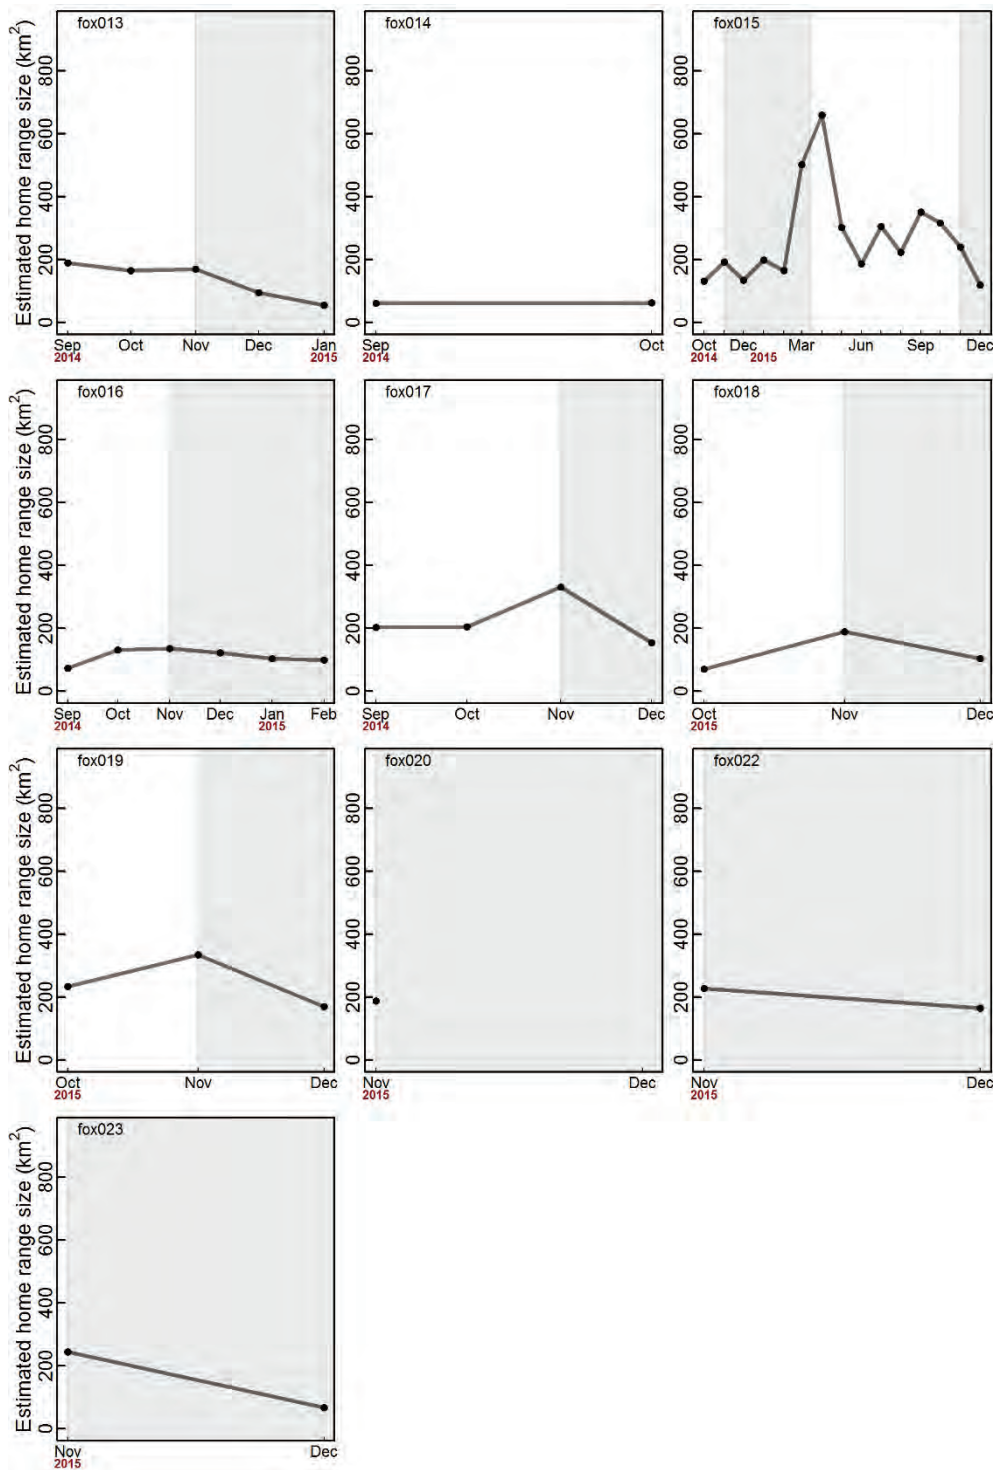 fox013
fox014
fox015
Estimated home range size (km²)
0 200 400 600 800
0 200 400 600 800
0 200 400 600 800
Sep Oct Nov Dec Jan
2014 2015
Sep Oct
2014
Oct Dec Mar Jun Sep Dec
2014 2015
fox016
fox017
fox018
Estimated home range size (km²)
0 200 400 600 800
0 200 400 600 800
0 200 400 600 800
Sep Oct Nov Dec Jan Feb
2014 2015
Sep Oct Nov Dec
2014
Oct Nov Dec
2015
fox019
fox020
fox022
Estimated home range size (km²)
0 200 400 600 800
0 200 400 600 800
0 200 400 600 800
Oct Nov Dec
2015
Nov Dec
2015
Nov Dec
2015
fox023
Estimated home range size (km²)
0 200 400 600 800
Nov Dec
2015